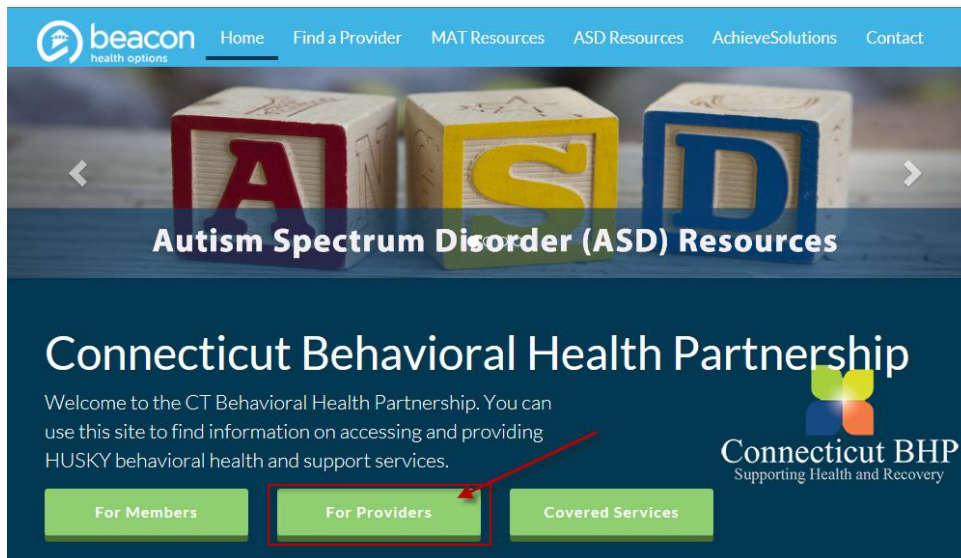 beacon
health options
Home Find a Provider MAT Resources ASD Resources AchieveSolutions Contact
A S D
Autism Spectrum Disorder (ASD) Resources
Connecticut Behavioral Health Partnership
Welcome to the CT Behavioral Health Partnership. You can
use this site to find information on accessing and providing
HUSKY behavioral health and support services.
Connecticut BHP
Supporting Health and Recovery
For Members For Providers Covered Services